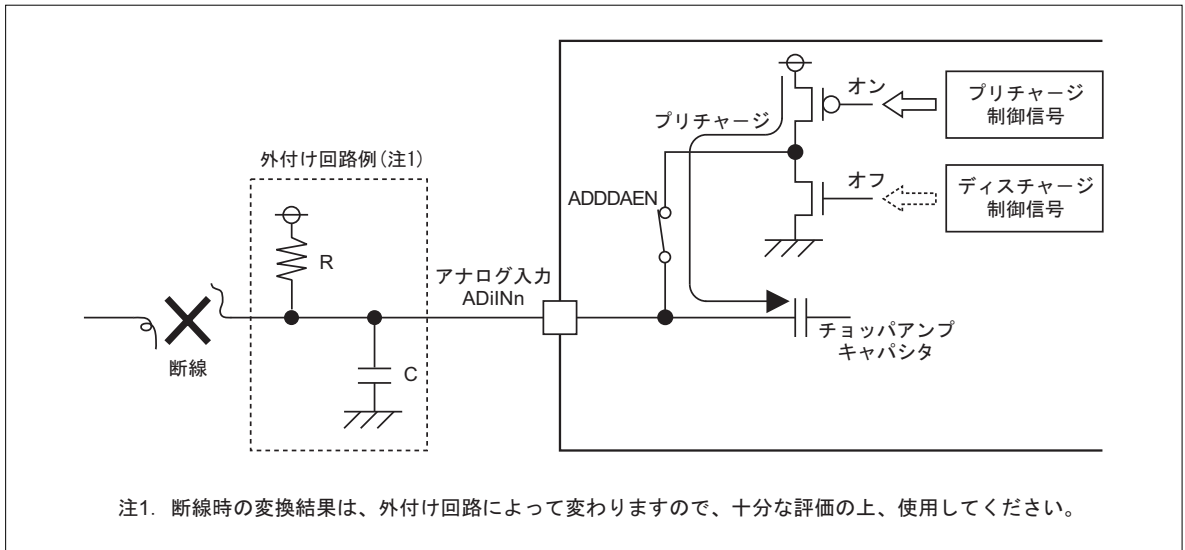 オン
プリチャージ
制御信号
プリチャージ
外付け回路例(注1)
オフ
ディスチャージ
制御信号
ADDDAEN
R
アナログ入力
ADiINn
チョッパアンプ
キャパシタ
断線
C
注1. 断線時の変換結果は、外付け回路によって変わりますので、十分な評価の上、使用してください。